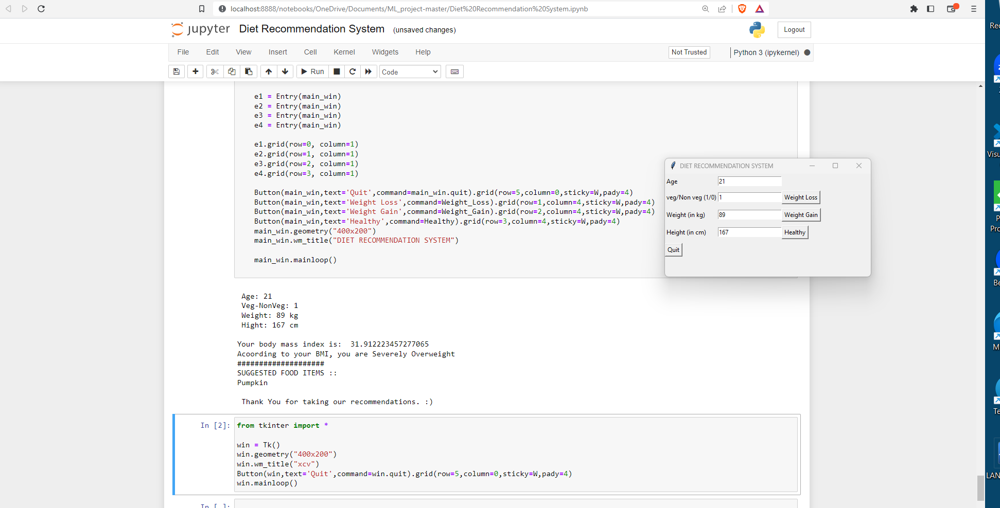 localhost:8888/notebooks/OneDrive/Documents/ML_project-master/Diet%20Recommendation%20System.ipynb
jupyter Diet Recommendation System (unsaved changes)
Logout
File Edit View Insert Cell Kernel Widgets Help
Not Trusted
Python 3 (ipykernel)
Run
Code
e1 = Entry(main_win)
e2 = Entry(main_win)
e3 = Entry(main_win)
e4 = Entry(main_win)
e1.grid(row=0, column=1)
e2.grid(row=1, column=1)
e3.grid(row=2, column=1)
e4.grid(row=3, column=1)
Button(main_win,text='Quit',command=main_win.quit).grid(row=5,column=0,sticky=W,pady=4)
Button(main_win,text='Weight Loss',command=Weight_Loss).grid(row=1,column=4,sticky=W,pady=4)
Button(main_win,text='Weight Gain',command=Weight_Gain).grid(row=2,column=4,sticky=W,pady=4)
Button(main_win,text='Healthy',command=Healthy).grid(row=3,column=4,sticky=W,pady=4)
main_win.geometry("400x200")
main_win.wm_title("DIET RECOMMENDATION SYSTEM")
main_win.mainloop()
DIET RECOMMENDATION SYSTEM
Age 21
veg/Non veg (1/0) 1 Weight Loss
Weight (in kg) 89 Weight Gain
Height (in cm) 167 Healthy
Quit
Age: 21
Veg-NonVeg: 1
Weight: 89 kg
Hight: 167 cm
Your body mass index is:  31.912223457277065
Acoording to your BMI, you are Severely Overweight
####################
SUGGESTED FOOD ITEMS ::
Pumpkin
Thank You for taking our recommendations. :)
In [2]:
from tkinter import *
win = Tk()
win.geometry("400x200")
win.wm_title("xcv")
Button(win,text='Quit',command=win.quit).grid(row=5,column=0,sticky=W,pady=4)
win.mainloop()
In [ ]:
Rec
Visu
P
Pro
Be
M
Te
LAN